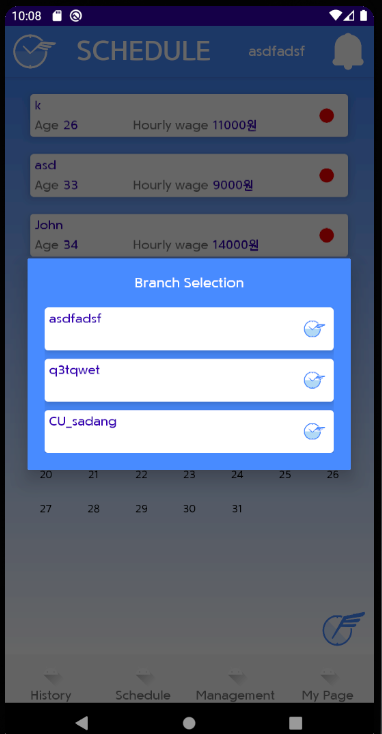 10:08
SCHEDULE asdfadsf
k
Age 26 Hourly wage 11000원
asd
Age 33 Hourly wage 9000원
John
Age 34 Hourly wage 14000원
Branch Selection
asdfadsf
q3tqwet
CU_sadang
20 21 22 23 24 25 26
27 28 29 30 31
History Schedule Management My Page